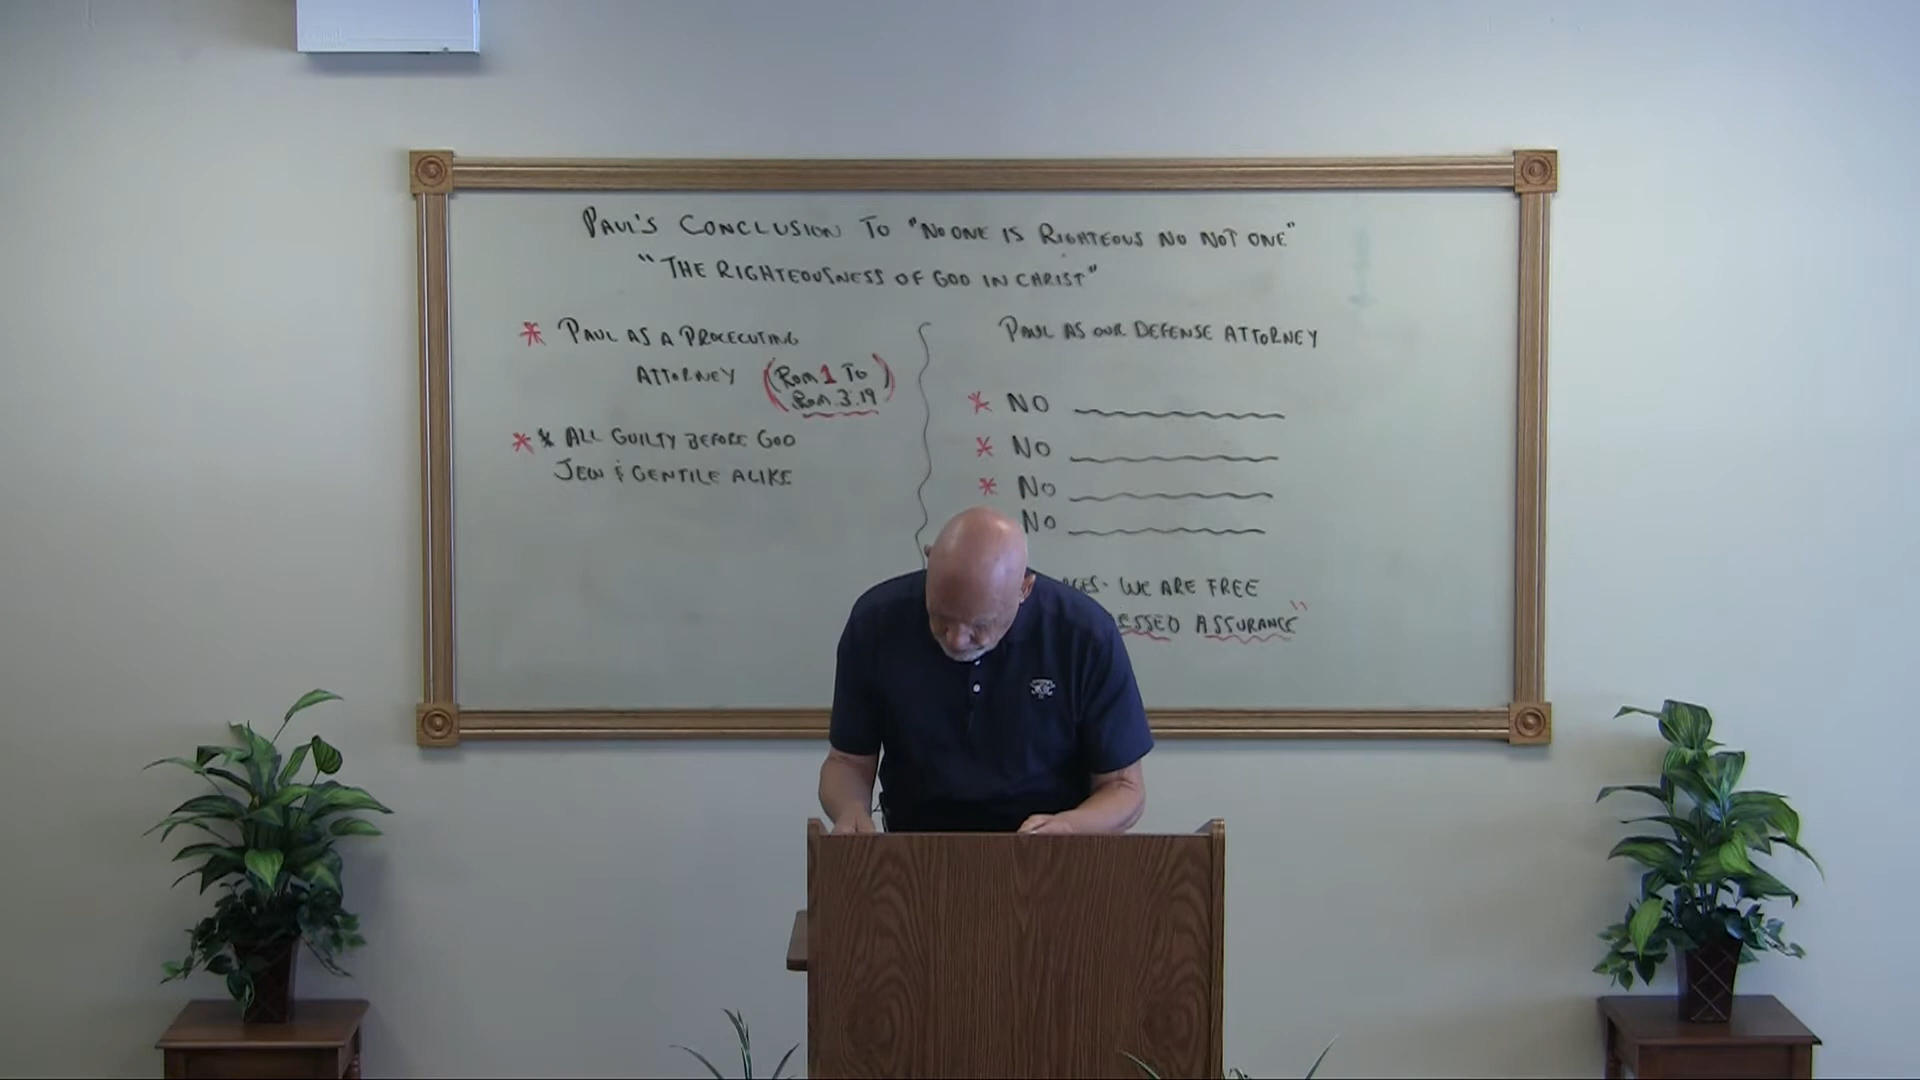 PAUL'S CONCLUSION TO "NO ONE IS RIGHTEOUS NO NOT ONE"
"THE RIGHTEOUSNESS OF GOD IN CHRIST"
* PAUL AS A PROCECUTING
ATTORNEY (Rom 1 To
Rom. 3:19)
* * ALL GUILTY BEFORE GOD
JEW & GENTILE ALIKE
PAUL AS OUR DEFENSE ATTORNEY
* NO
* NO
* NO
NO
WE ARE FREE
ASSURANCE"